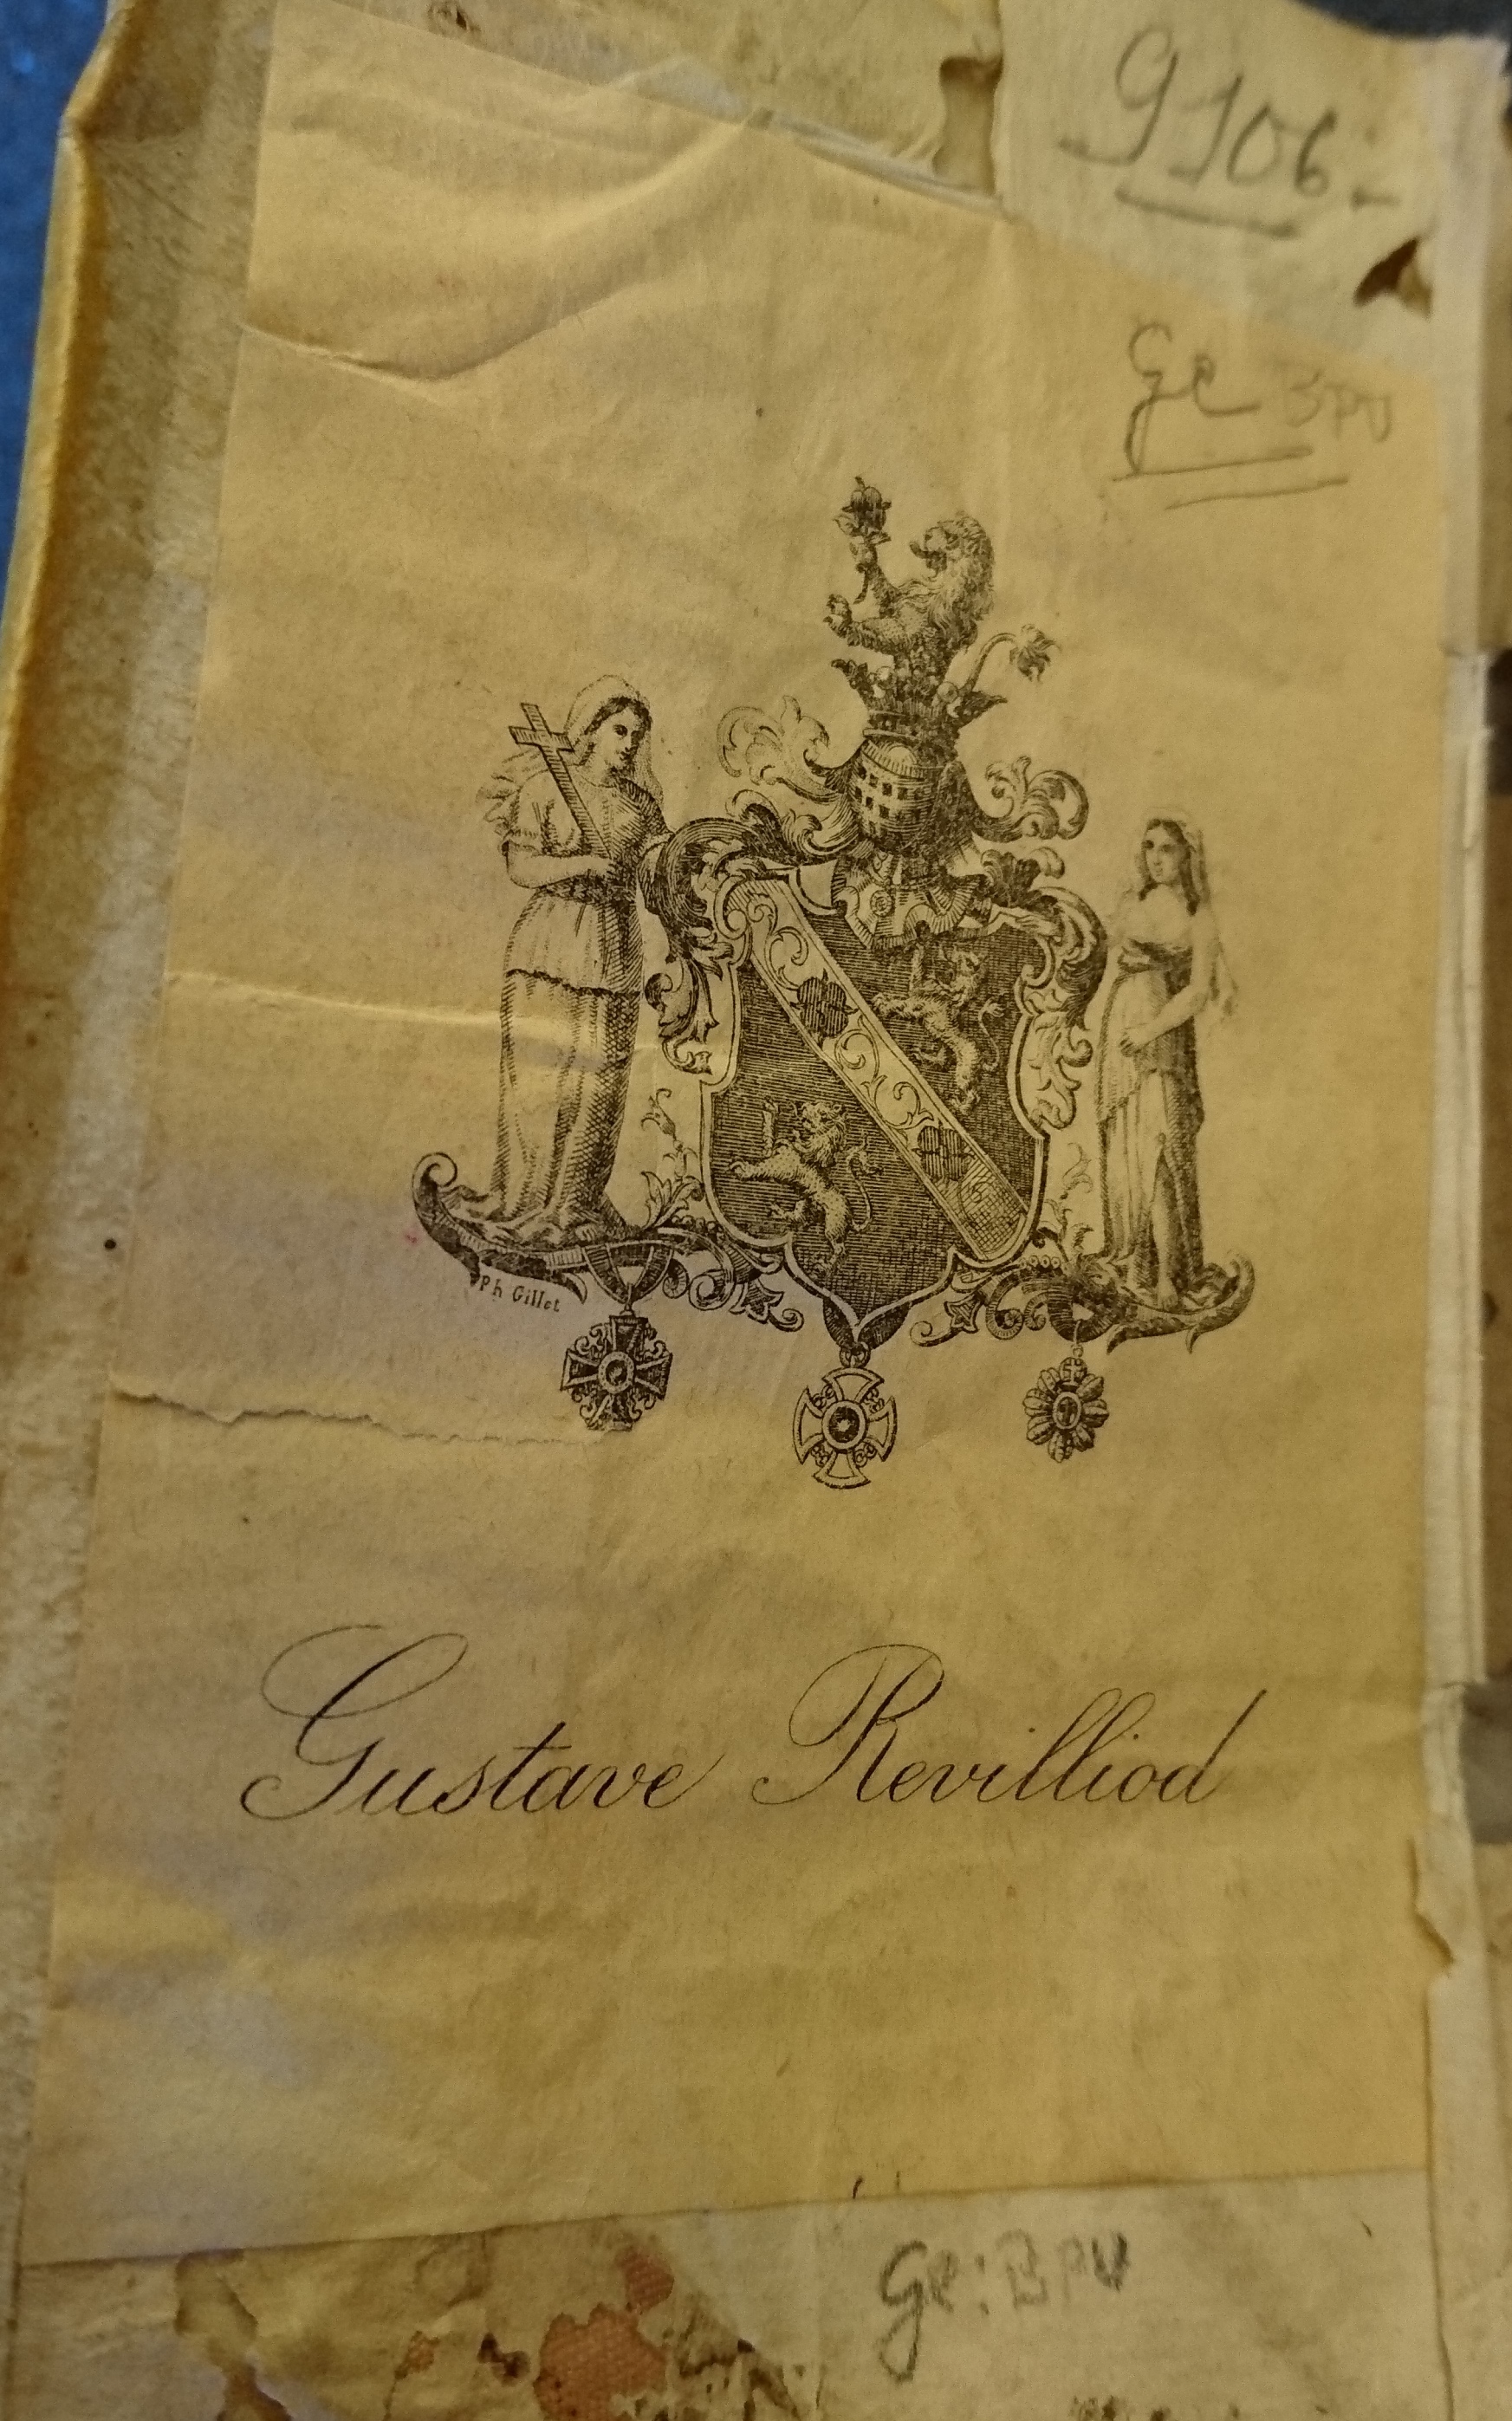 9106.
Ge BPU
Ph Gillet
Gustave Revilliod
Ge: BPU